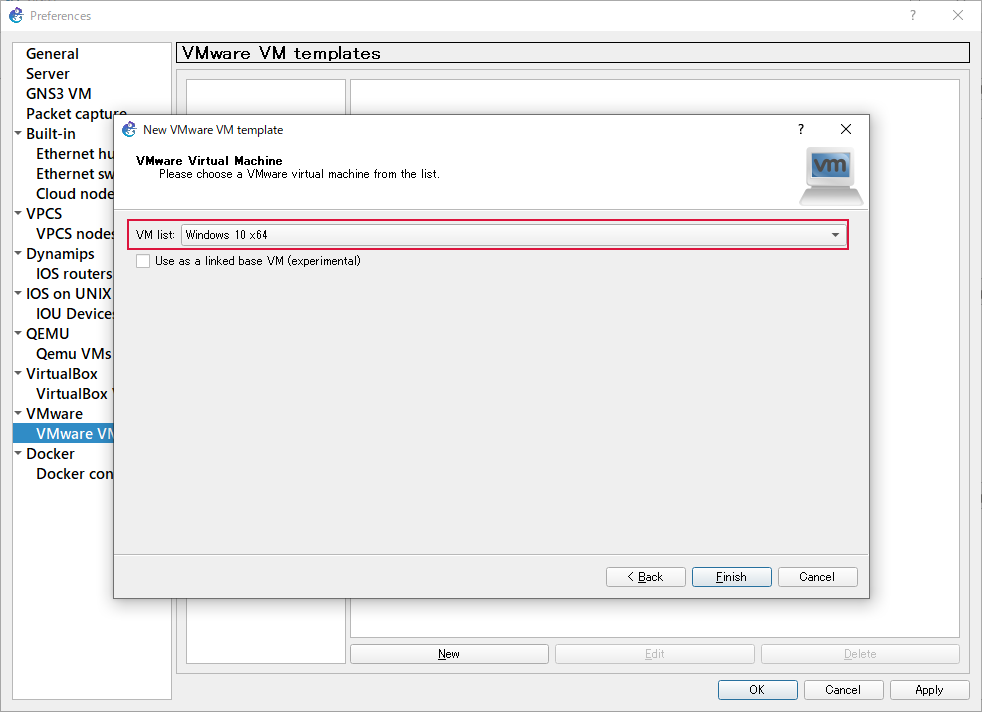 Preferences
?
General
Server
GNS3 VM
Packet capture
Built-in
Ethernet hu
Ethernet sw
Cloud node
VPCS
VPCS nodes
Dynamips
IOS routers
IOS on UNIX
IOU Devices
QEMU
Qemu VMs
VirtualBox
VirtualBox
VMware
VMware VM
Docker
Docker con
VMware VM templates
New VMware VM template
?
VMware Virtual Machine
Please choose a VMware virtual machine from the list.
vm
VM list: Windows 10 x64
Use as a linked base VM (experimental)
< Back Finish Cancel
New Edit Delete
OK Cancel Apply